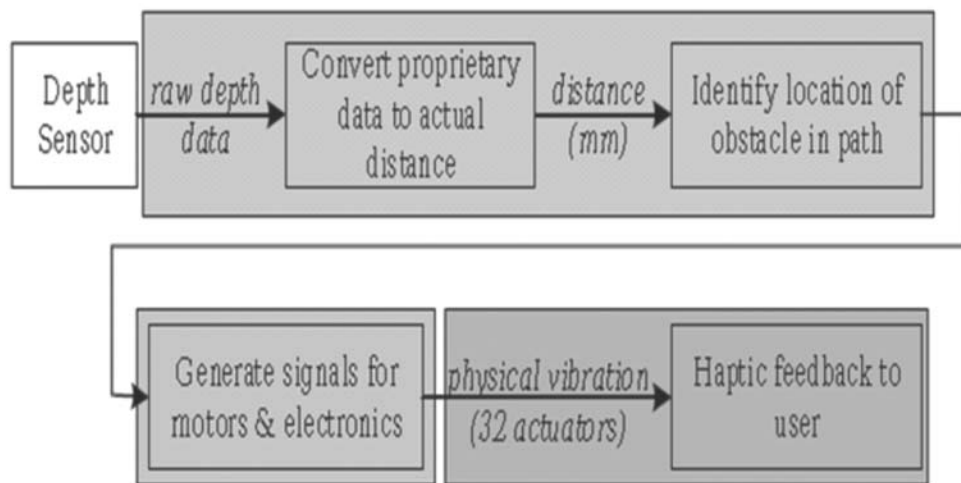 Depth
Sensor
raw depth
data
Convert proprietary
data to actual
distance
distance
(mm)
Identify location of
obstacle in path
Generate signals for
motors & electronics
physical vibration
(32 actuators)
Haptic feedback to
user